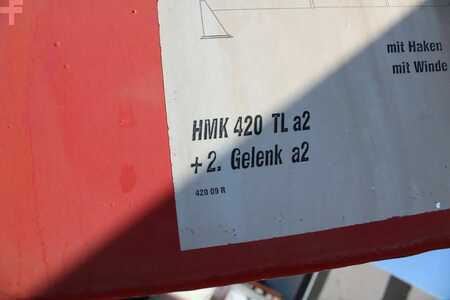 mit Haken
mit Winde
HMK 420 TL a2
+ 2. Gelenk a2
420 09 R